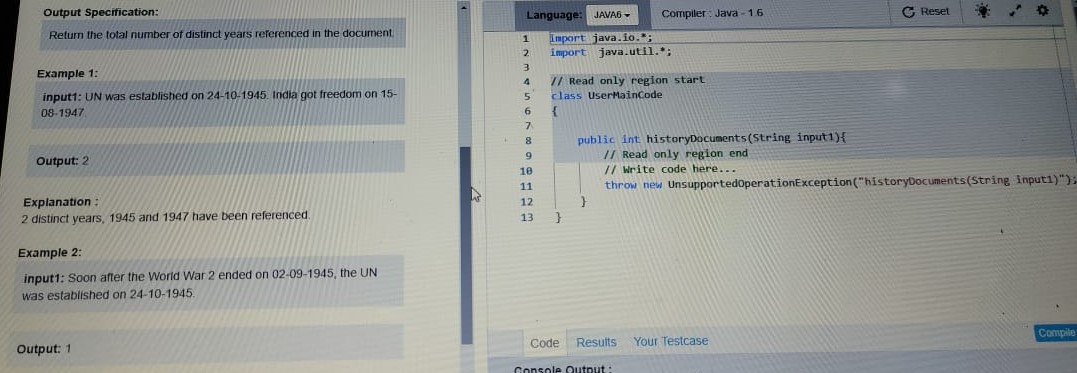 Output Specification:
Return the total number of distinct years referenced in the document.
Example 1:
input1: UN was established on 24-10-1945. India got freedom on 15-
08-1947.
Output: 2
Explanation :
2 distinct years, 1945 and 1947 have been referenced.
Example 2:
input1: Soon after the World War 2 ended on 02-09-1945, the UN
was established on 24-10-1945.
Output: 1
Language: JAVA6 Compiler : Java - 1.6 Reset
1 import java.io.*;
2 import java.util.*;
3
4 // Read only region start
5 class UserMainCode
6 {
7
8 public int historyDocuments(String input1){
9 // Read only region end
10 // Write code here...
11 throw new UnsupportedOperationException("historyDocuments(String input1)");
12 }
13 }
Code Results Your Testcase
Compile
Console Output :